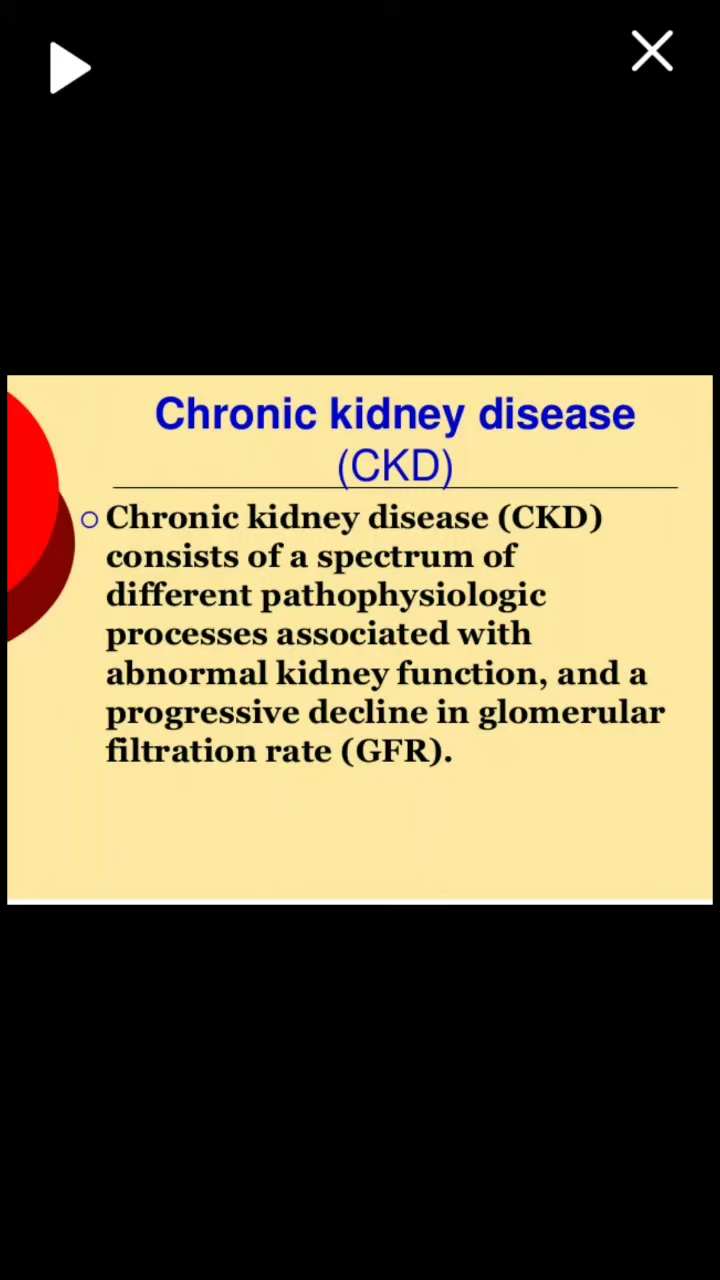 Chronic kidney disease
(CKD)
Chronic kidney disease (CKD)
consists of a spectrum of
different pathophysiologic
processes associated with
abnormal kidney function, and a
progressive decline in glomerular
filtration rate (GFR).